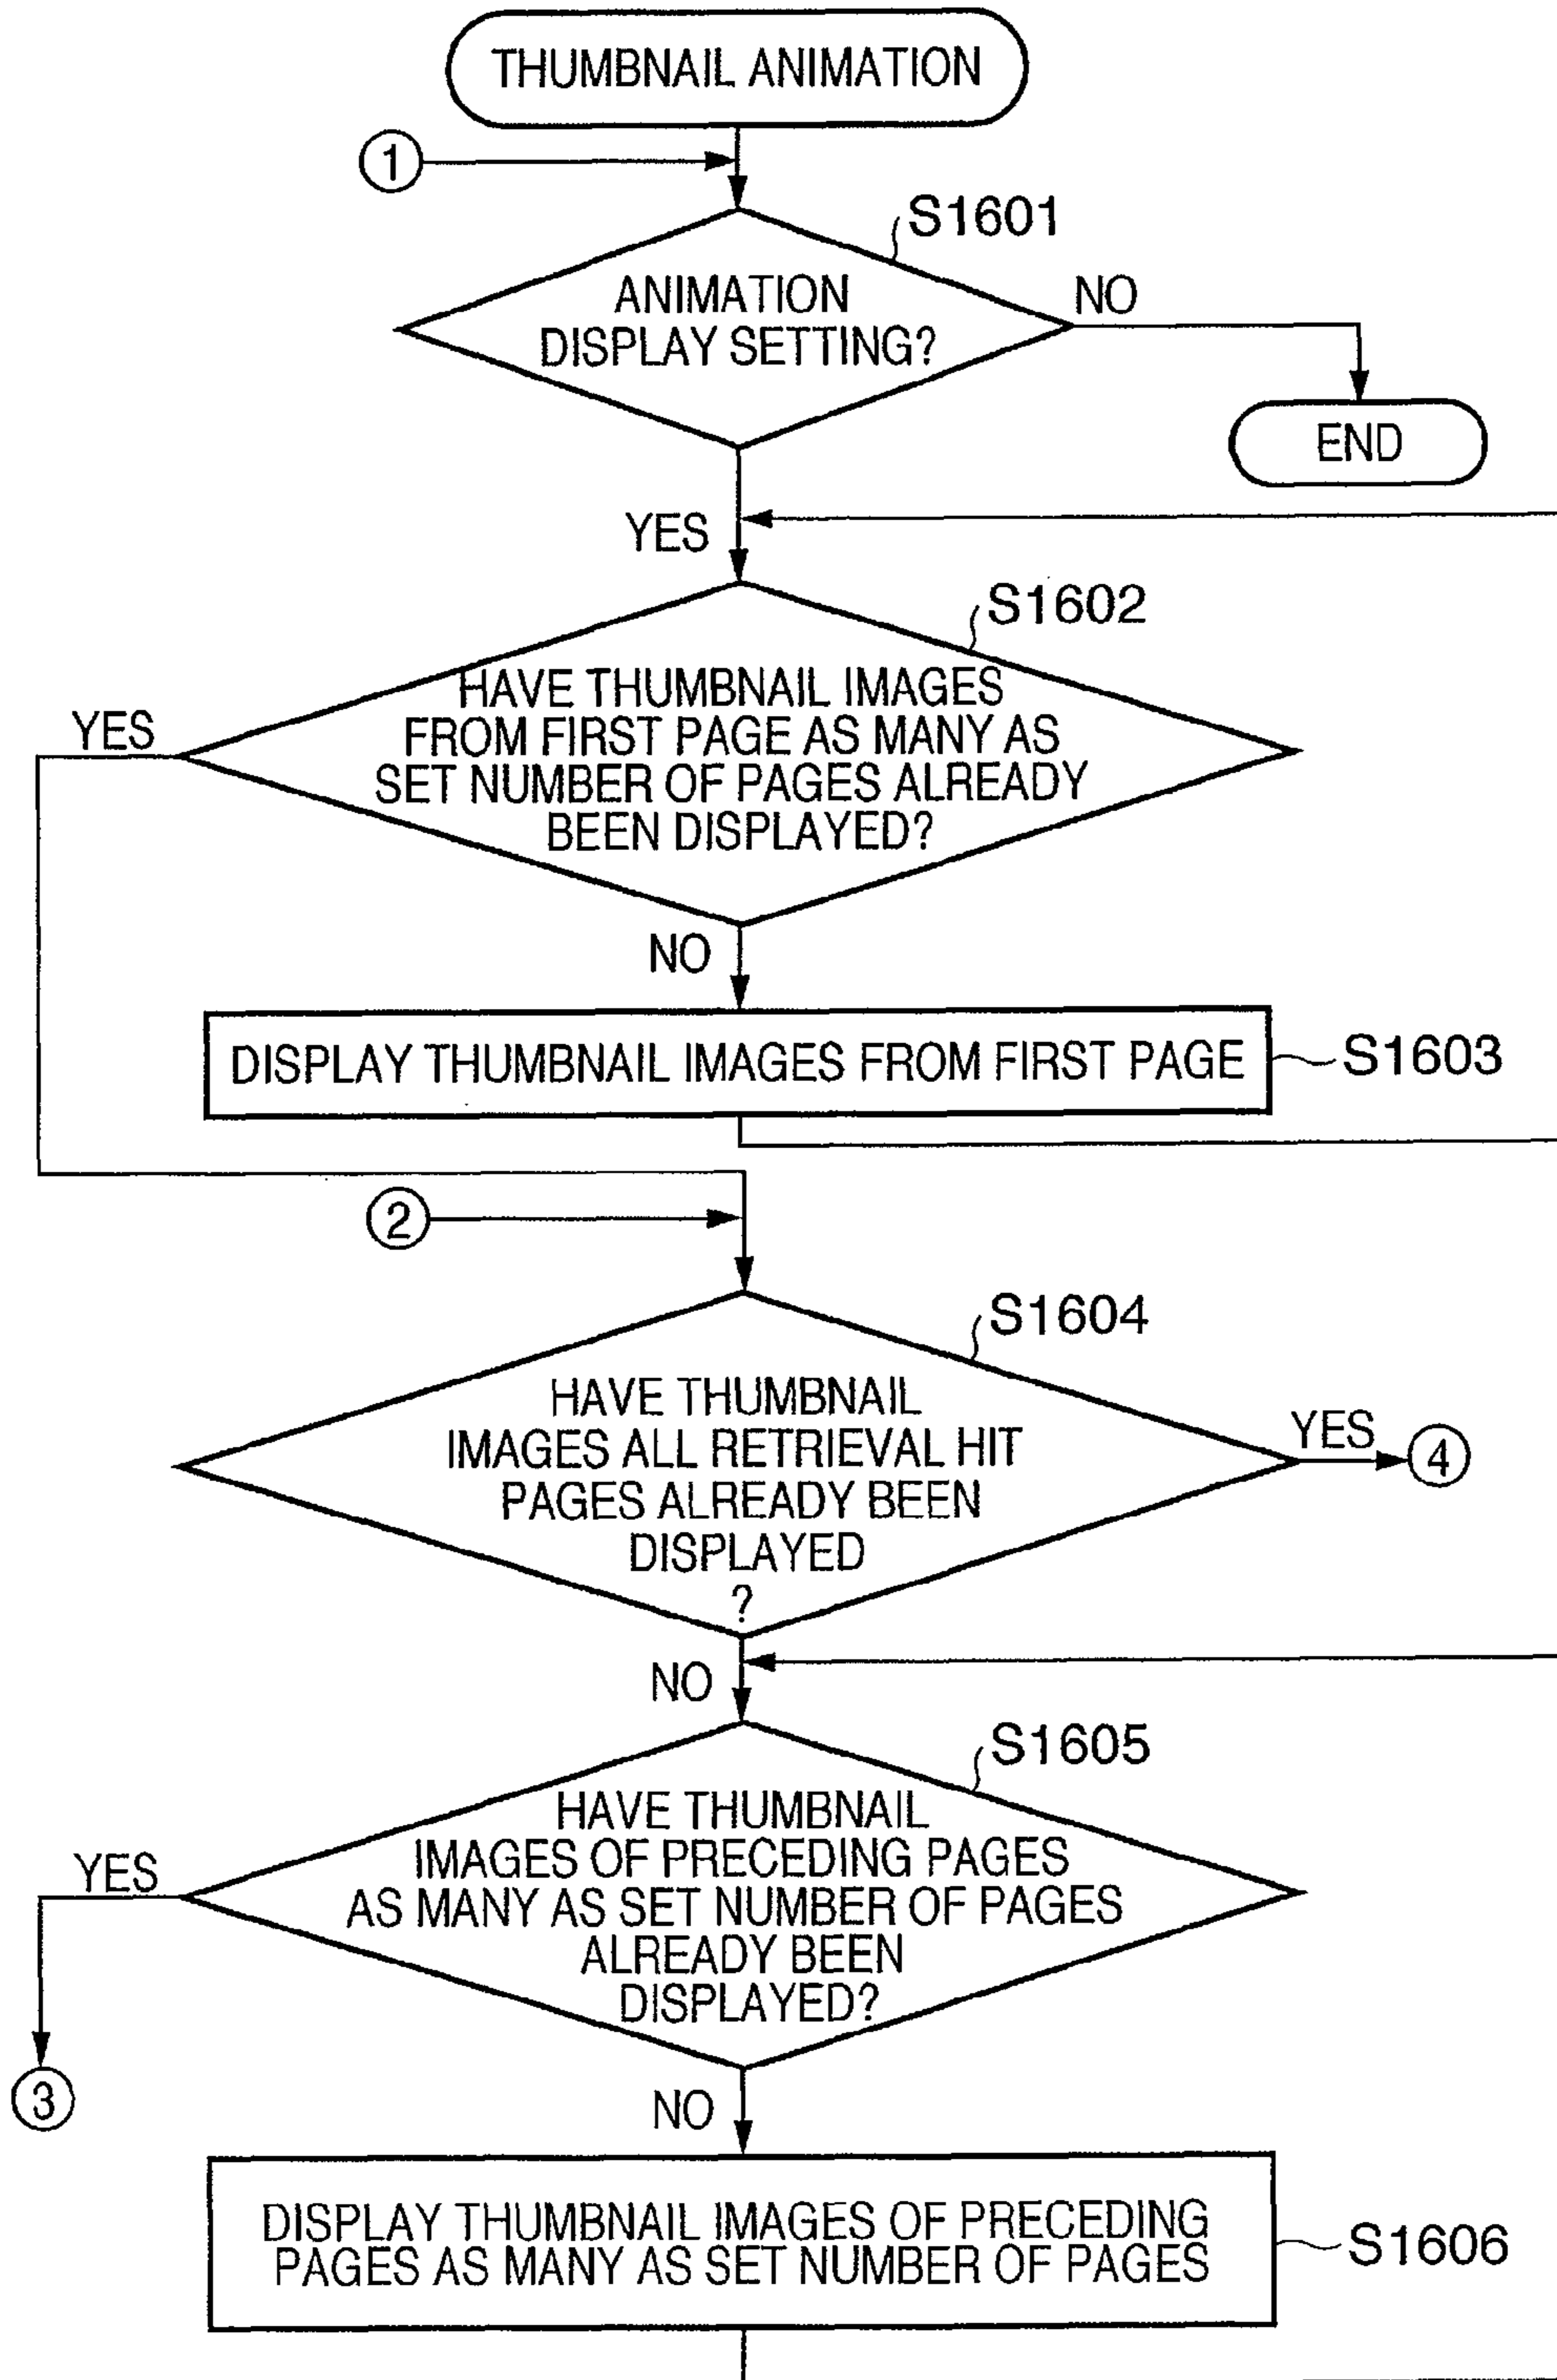 THUMBNAIL ANIMATION
1
S1601
ANIMATION
DISPLAY SETTING?
NO
END
YES
S1602
HAVE THUMBNAIL IMAGES
FROM FIRST PAGE AS MANY AS
SET NUMBER OF PAGES ALREADY
BEEN DISPLAYED?
YES
NO
DISPLAY THUMBNAIL IMAGES FROM FIRST PAGE
S1603
2
S1604
HAVE THUMBNAIL
IMAGES ALL RETRIEVAL HIT
PAGES ALREADY BEEN
DISPLAYED
?
YES
4
NO
S1605
HAVE THUMBNAIL
IMAGES OF PRECEDING PAGES
AS MANY AS SET NUMBER OF PAGES
ALREADY BEEN
DISPLAYED?
YES
3
NO
DISPLAY THUMBNAIL IMAGES OF PRECEDING
PAGES AS MANY AS SET NUMBER OF PAGES
S1606